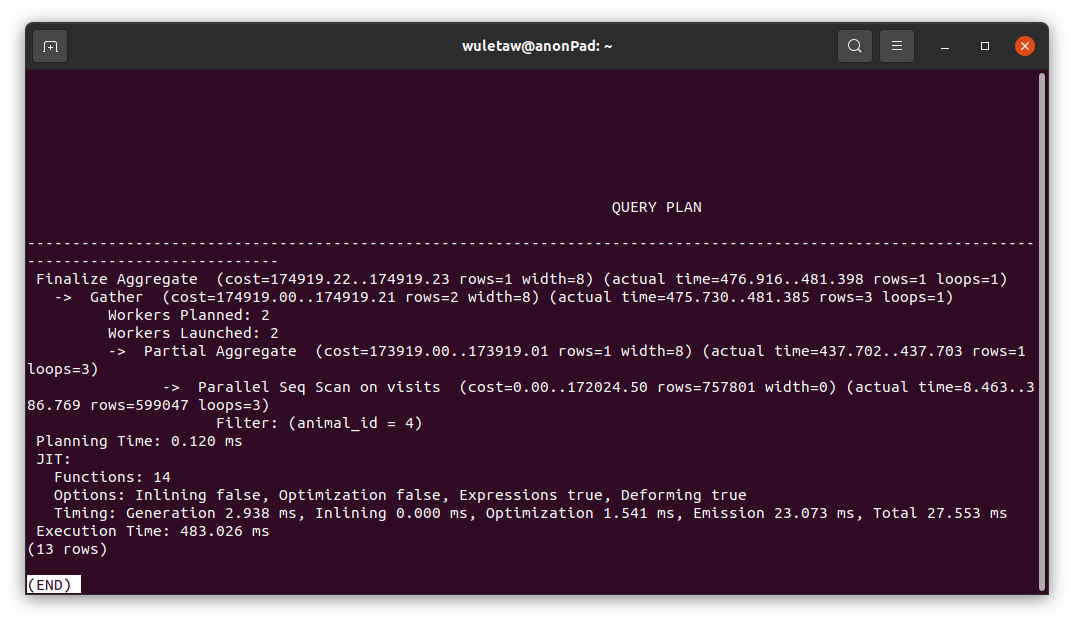 wuletaw@anonPad: ~
QUERY PLAN
----------------------------------------------------------------------------------------------------------------
----------------------------
Finalize Aggregate  (cost=174919.22..174919.23 rows=1 width=8) (actual time=476.916..481.398 rows=1 loops=1)
->  Gather  (cost=174919.00..174919.21 rows=2 width=8) (actual time=475.730..481.385 rows=3 loops=1)
Workers Planned: 2
Workers Launched: 2
->  Partial Aggregate  (cost=173919.00..173919.01 rows=1 width=8) (actual time=437.702..437.703 rows=1
loops=3)
->  Parallel Seq Scan on visits  (cost=0.00..172024.50 rows=757801 width=0) (actual time=8.463..3
86.769 rows=599047 loops=3)
Filter: (animal_id = 4)
Planning Time: 0.120 ms
JIT:
Functions: 14
Options: Inlining false, Optimization false, Expressions true, Deforming true
Timing: Generation 2.938 ms, Inlining 0.000 ms, Optimization 1.541 ms, Emission 23.073 ms, Total 27.553 ms
Execution Time: 483.026 ms
(13 rows)
(END)